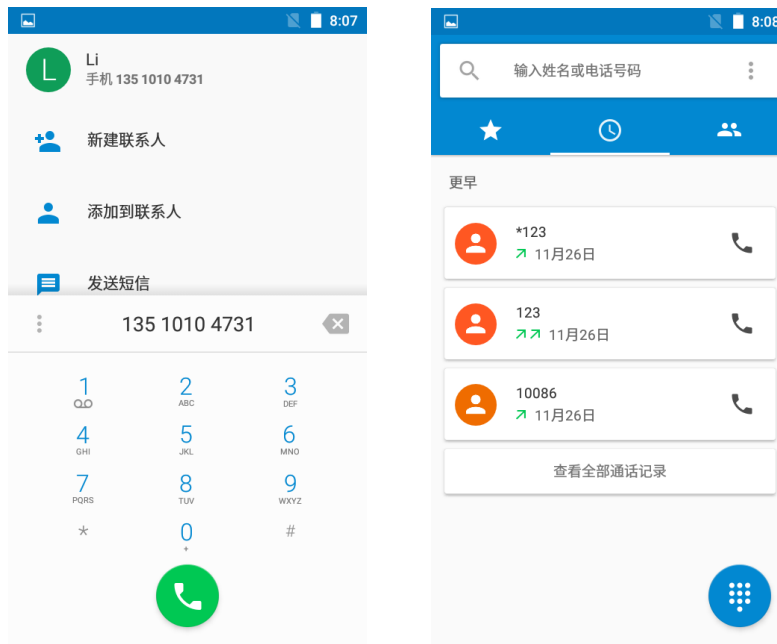 8:07
L
Li
手机 135 1010 4731
新建联系人
添加到联系人
发送短信
135 1010 4731
1
2
ABC
3
DEF
4
GHI
5
JKL
6
MNO
7
PQRS
8
TUV
9
WXYZ
*
0
+
#
8:08
输入姓名或电话号码
更早
*123
11月26日
123
11月26日
10086
11月26日
查看全部通话记录